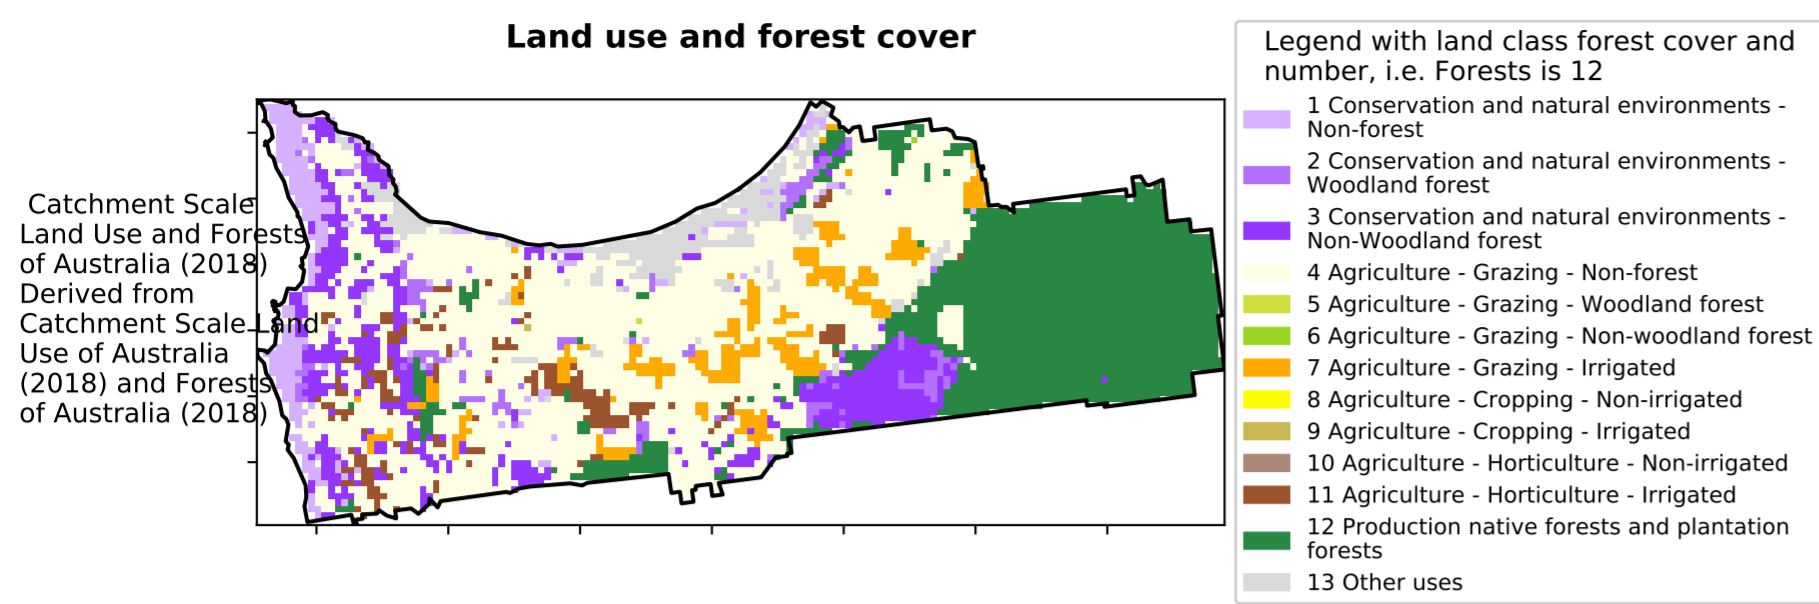 Land use and forest cover
Catchment Scale
Land Use and Forests
of Australia (2018)
Derived from
Catchment Scale Land
Use of Australia
(2018) and Forests
of Australia (2018)
Legend with land class forest cover and
number, i.e. Forests is 12
1 Conservation and natural environments -
Non-forest
2 Conservation and natural environments -
Woodland forest
3 Conservation and natural environments -
Non-Woodland forest
4 Agriculture - Grazing - Non-forest
5 Agriculture - Grazing - Woodland forest
6 Agriculture - Grazing - Non-woodland forest
7 Agriculture - Grazing - Irrigated
8 Agriculture - Cropping - Non-irrigated
9 Agriculture - Cropping - Irrigated
10 Agriculture - Horticulture - Non-irrigated
11 Agriculture - Horticulture - Irrigated
12 Production native forests and plantation
forests
13 Other uses